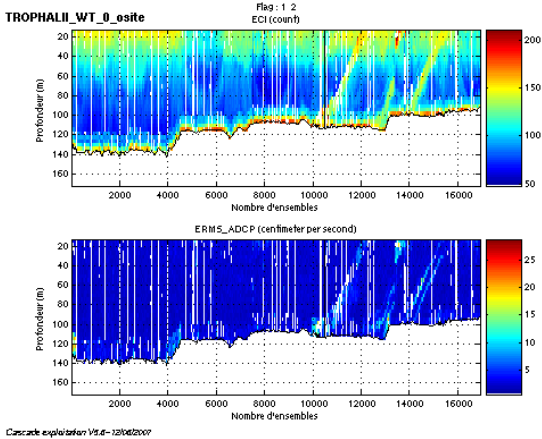 TROPHALII_WT_0_osite
Flag : 1 2
ECI (count)
Profondeur (m)
20
40
60
80
100
120
140
160
2000 4000 6000 8000 10000 12000 14000 16000
Nombre d'ensembles
200
150
100
50
ERMS_ADCP (centimeter per second)
Profondeur (m)
20
40
60
80
100
120
140
160
2000 4000 6000 8000 10000 12000 14000 16000
Nombre d'ensembles
25
20
15
10
5
Cascade exploitation V5.6 - 12/06/2007